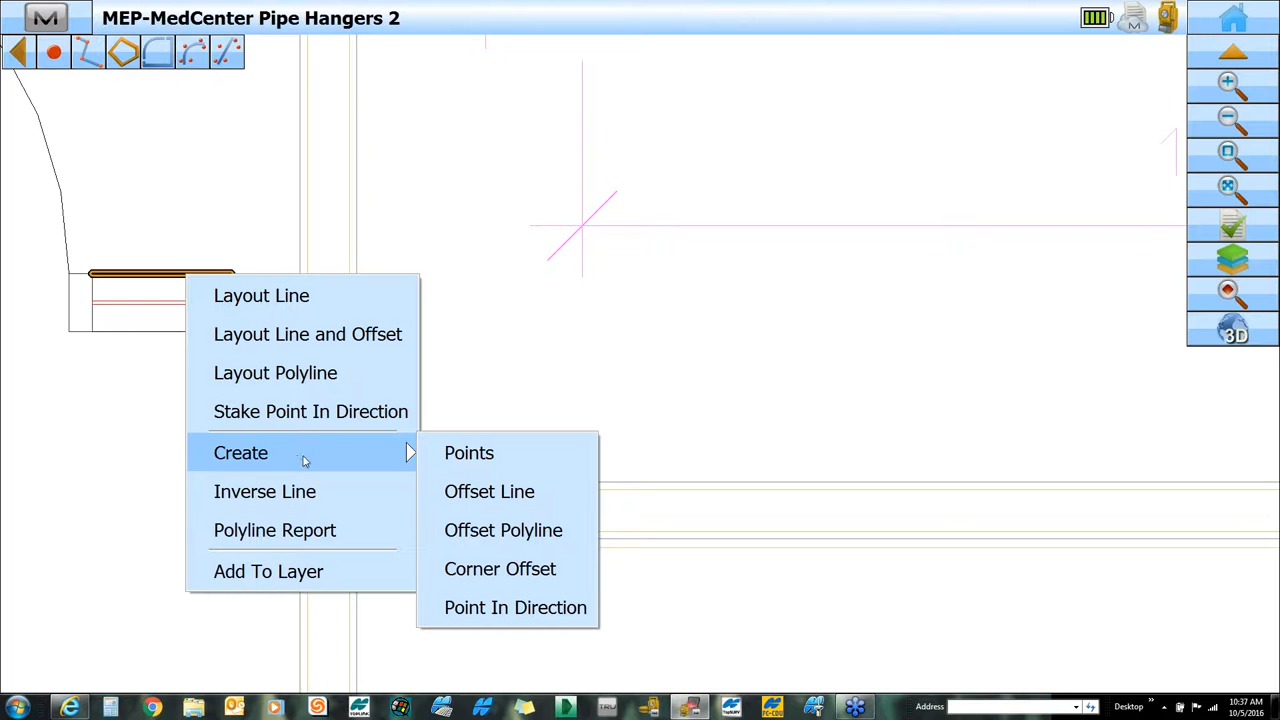 M
MEP-MedCenter Pipe Hangers 2
M
3D
Layout Line
Layout Line and Offset
Layout Polyline
Stake Point In Direction
Create
Inverse Line
Polyline Report
Add To Layer
Points
Offset Line
Offset Polyline
Corner Offset
Point In Direction
TRU
Address
Desktop
10:37 AM
10/5/2016